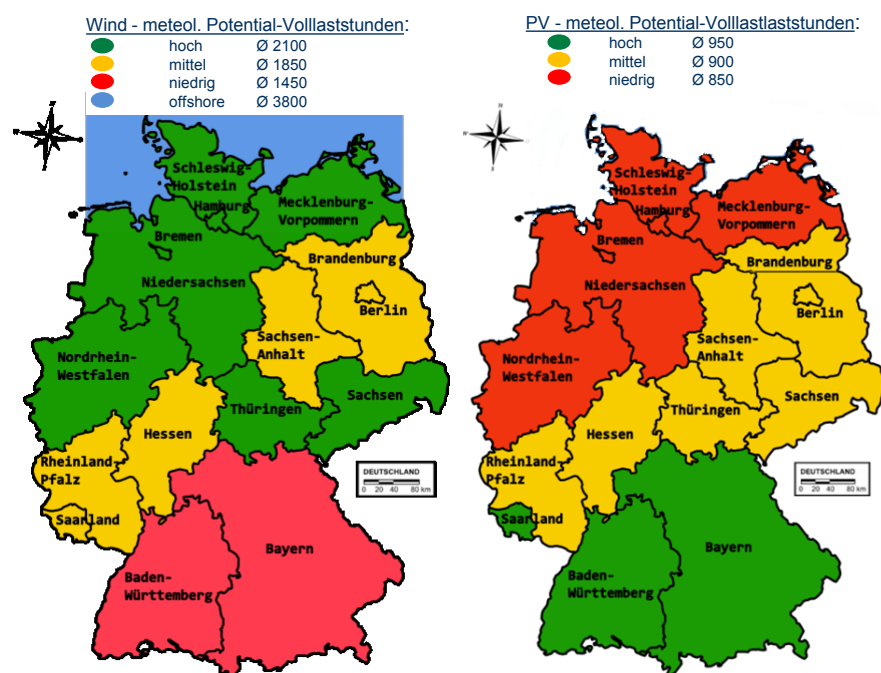 Wind - meteol. Potential-Volllaststunden:
hoch Ø 2100
mittel Ø 1850
niedrig Ø 1450
offshore Ø 3800
Schleswig-
Holstein
Hamburg
Mecklenburg-
Vorpommern
Bremen
Brandenburg
Niedersachsen
Berlin
Sachsen-
Anhalt
Nordrhein-
Westfalen
Sachsen
Thüringen
Hessen
Rheinland-
Pfalz
DEUTSCHLAND
0 20 40 80 km
Saarland
Bayern
Baden-
Württemberg
PV - meteol. Potential-Volllastlaststunden:
hoch Ø 950
mittel Ø 900
niedrig Ø 850
Schleswig-
Holstein
Hamburg
Mecklenburg-
Vorpommern
Bremen
Brandenburg
Niedersachsen
Berlin
Sachsen-
Anhalt
Nordrhein-
Westfalen
Sachsen
Thüringen
Hessen
Rheinland-
Pfalz
DEUTSCHLAND
0 20 40 80 km
Saarland
Bayern
Baden-
Württemberg